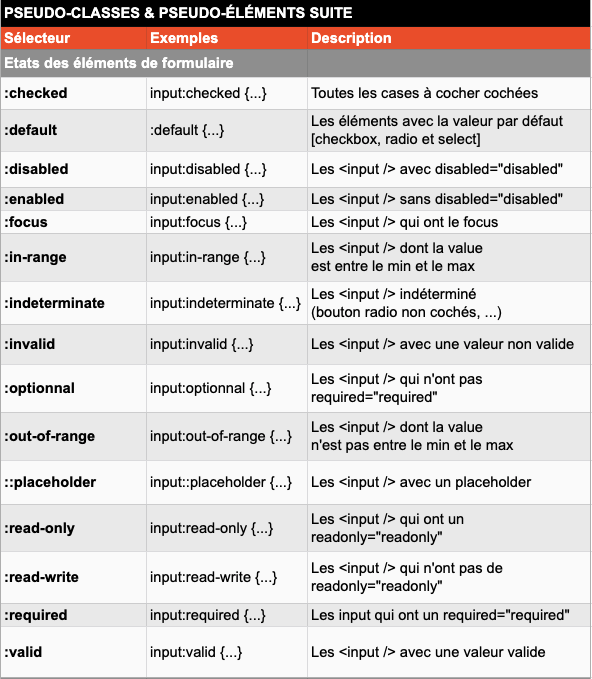 PSEUDO-CLASSES & PSEUDO-ÉLÉMENTS SUITE
Sélecteur Exemples Description
Etats des éléments de formulaire
:checked input:checked {...} Toutes les cases à cocher cochées
:default :default {...} Les éléments avec la valeur par défaut
[checkbox, radio et select]
:disabled input:disabled {...} Les <input /> avec disabled="disabled"
:enabled input:enabled {...} Les <input /> sans disabled="disabled"
:focus input:focus {...} Les <input /> qui ont le focus
:in-range input:in-range {...} Les <input /> dont la value
est entre le min et le max
:indeterminate input:indeterminate {...} Les <input /> indéterminé
(bouton radio non cochés, ...)
:invalid input:invalid {...} Les <input /> avec une valeur non valide
:optionnal input:optionnal {...} Les <input /> qui n'ont pas
required="required"
:out-of-range input:out-of-range {...} Les <input /> dont la value
n'est pas entre le min et le max
::placeholder input::placeholder {...} Les <input /> avec un placeholder
:read-only input:read-only {...} Les <input /> qui ont un
readonly="readonly"
:read-write input:read-write {...} Les <input /> qui n'ont pas de
readonly="readonly"
:required input:required {...} Les input qui ont un required="required"
:valid input:valid {...} Les <input /> avec une valeur valide